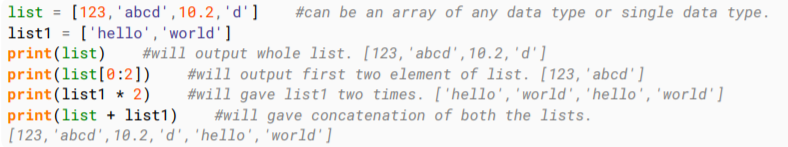 list = [123,'abcd',10.2,'d']    #can be an array of any data type or single data type.
list1 = ['hello','world']
print(list)    #will output whole list. [123,'abcd',10.2,'d']
print(list[0:2])    #will output first two element of list. [123,'abcd']
print(list1 * 2)    #will gave list1 two times. ['hello','world','hello','world']
print(list + list1)    #will gave concatenation of both the lists.
[123,'abcd',10.2,'d','hello','world']